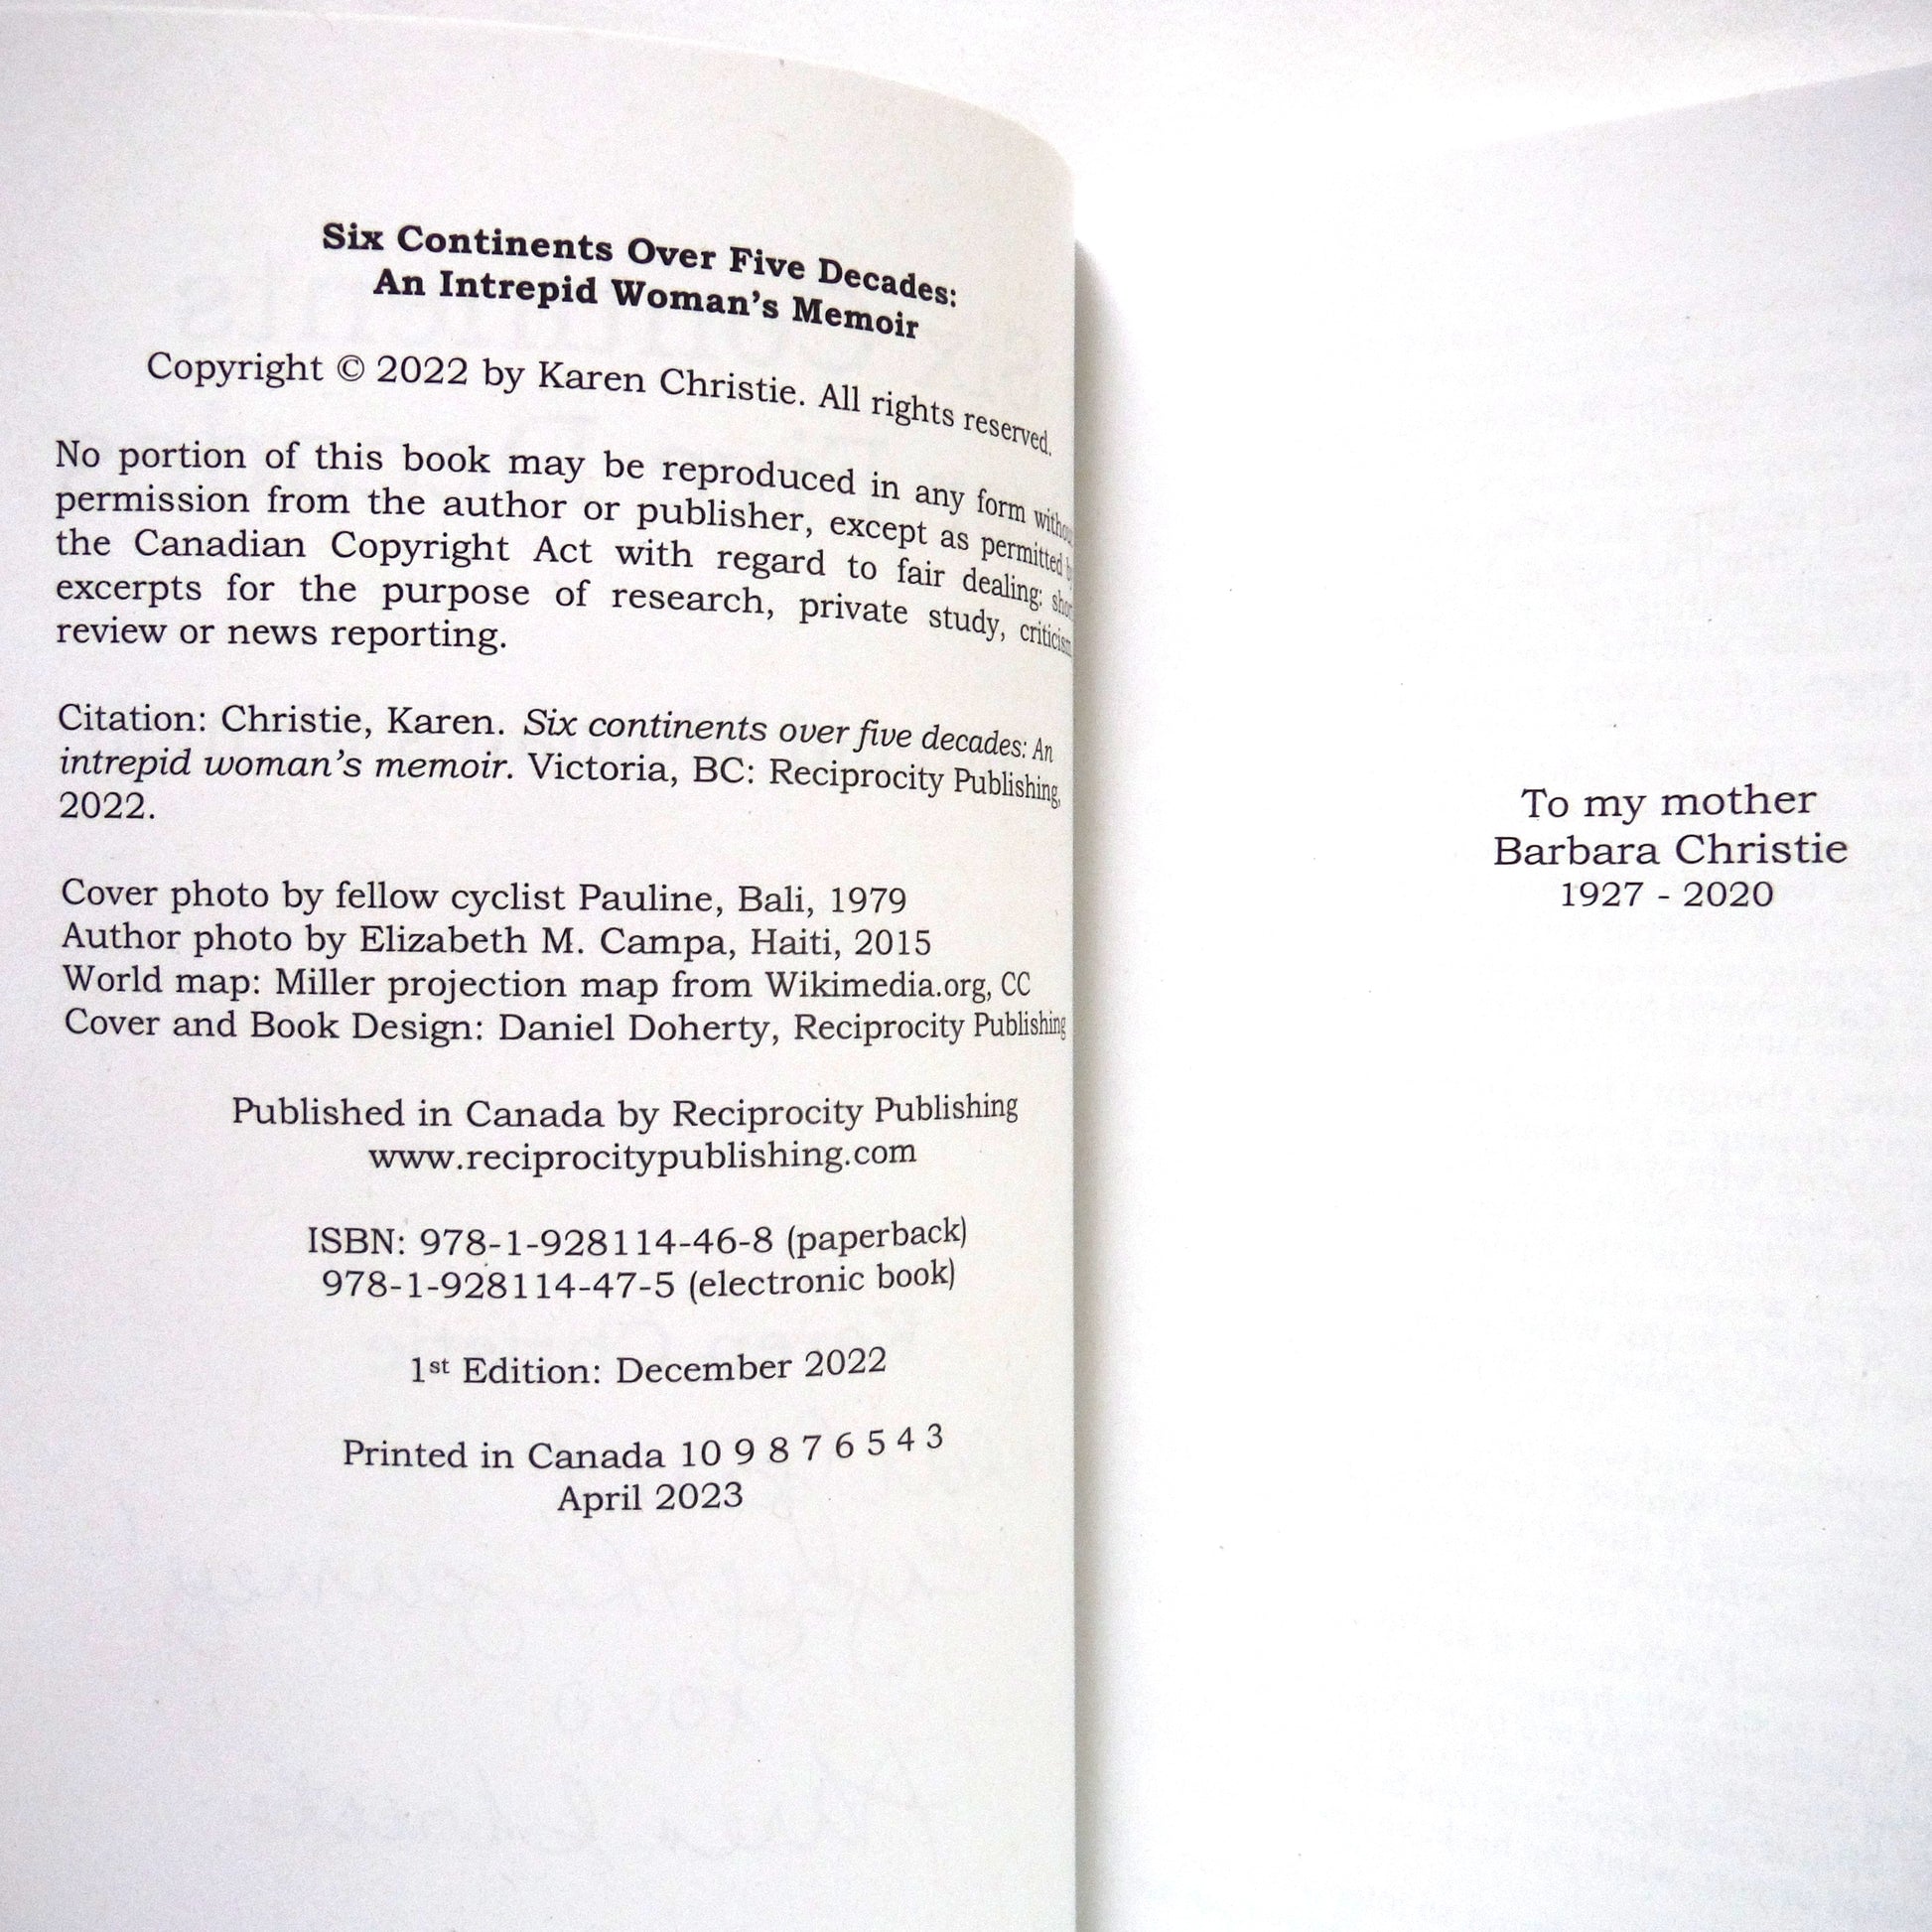 Six Continents Over Five Decades:
An Intrepid Woman's Memoir
Copyright © 2022 by Karen Christie. All rights reserved.
No portion of this book may be reproduced in any form
permission from the author or publisher, except as permitted
the Canadian Copyright Act with regard to fair dealing:
excerpts for the purpose of research, private study,
review or news reporting.
Citation: Christie, Karen. Six continents over five decades: An
intrepid woman's memoir. Victoria, BC: Reciprocity Publishing,
2022.
Cover photo by fellow cyclist Pauline, Bali, 1979
Author photo by Elizabeth M. Campa, Haiti, 2015
World map: Miller projection map from Wikimedia.org, CC
Cover and Book Design: Daniel Doherty, Reciprocity Publishing
Published in Canada by Reciprocity Publishing
www.reciprocitypublishing.com
ISBN: 978-1-928114-46-8 (paperback)
978-1-928114-47-5 (electronic book)
1st Edition: December 2022
Printed in Canada 10 9 8 7 6 5 4 3
April 2023
To my mother
Barbara Christie
1927 - 2020